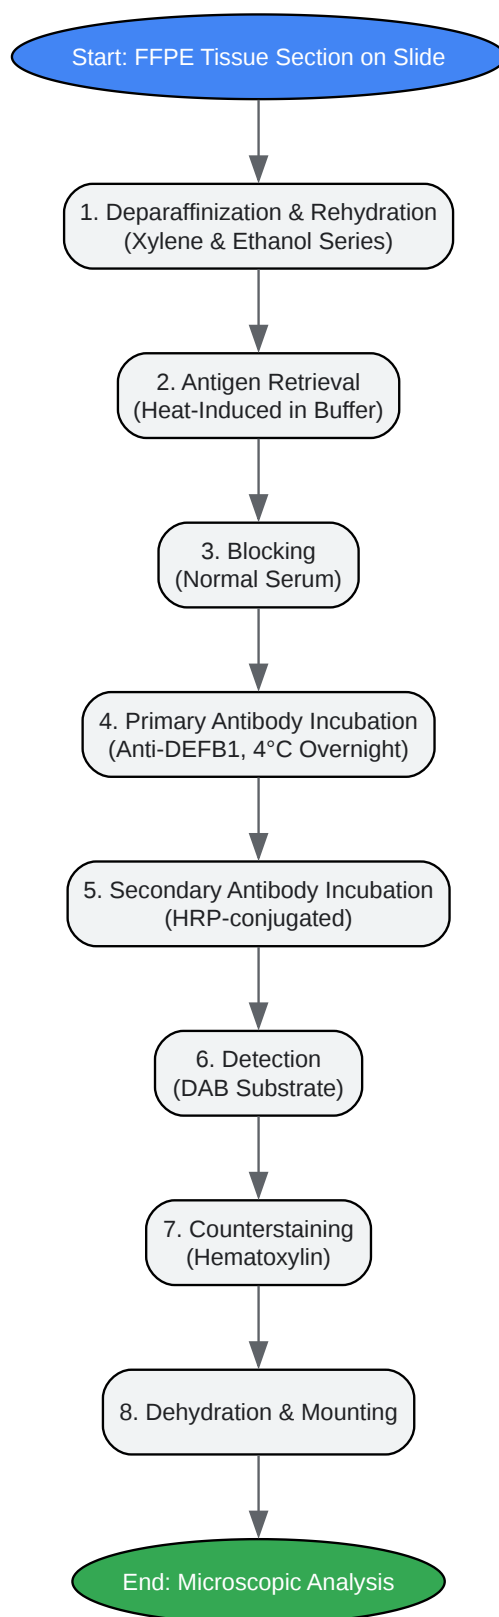 Start: FFPE Tissue Section on Slide
1. Deparaffinization & Rehydration
(Xylene & Ethanol Series)
2. Antigen Retrieval
(Heat-Induced in Buffer)
3. Blocking
(Normal Serum)
4. Primary Antibody Incubation
(Anti-DEFB1, 4°C Overnight)
5. Secondary Antibody Incubation
(HRP-conjugated)
6. Detection
(DAB Substrate)
7. Counterstaining
(Hematoxylin)
8. Dehydration & Mounting
End: Microscopic Analysis